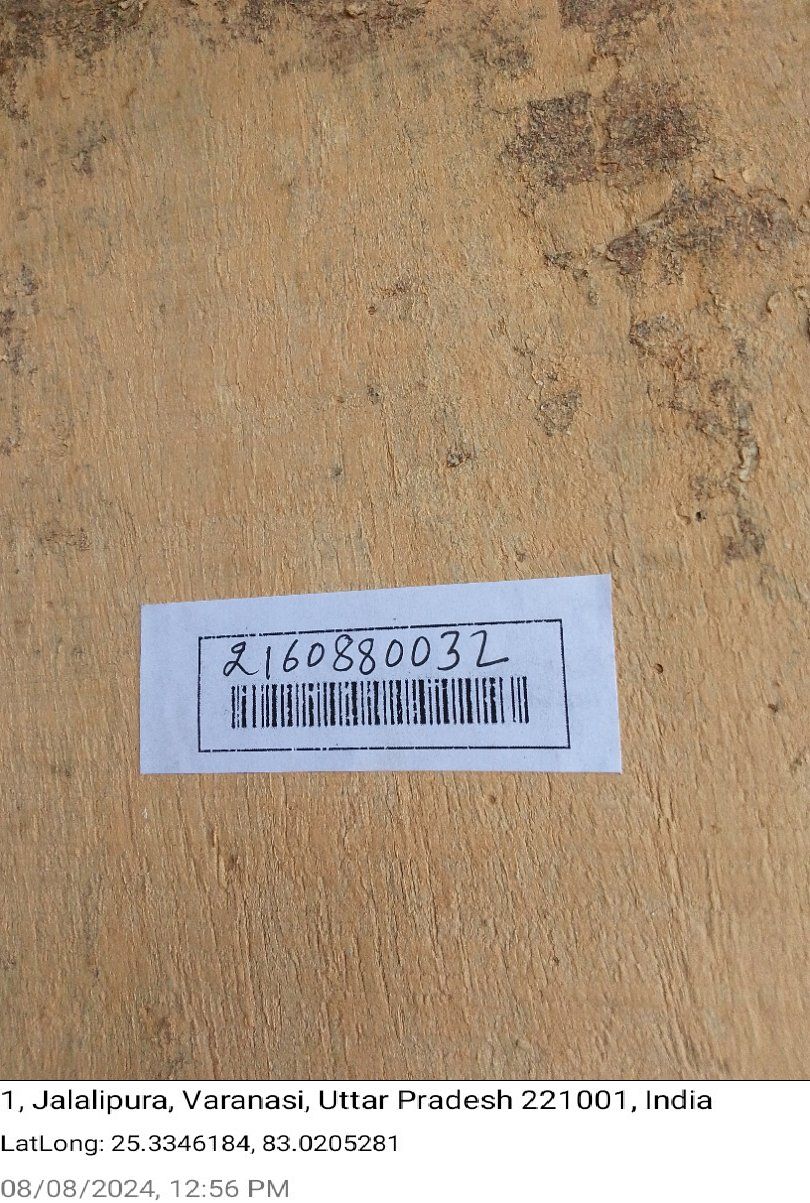 2160880032
1, Jalalipura, Varanasi, Uttar Pradesh 221001, India
LatLong: 25.3346184, 83.0205281
08/08/2024, 12:56 PM